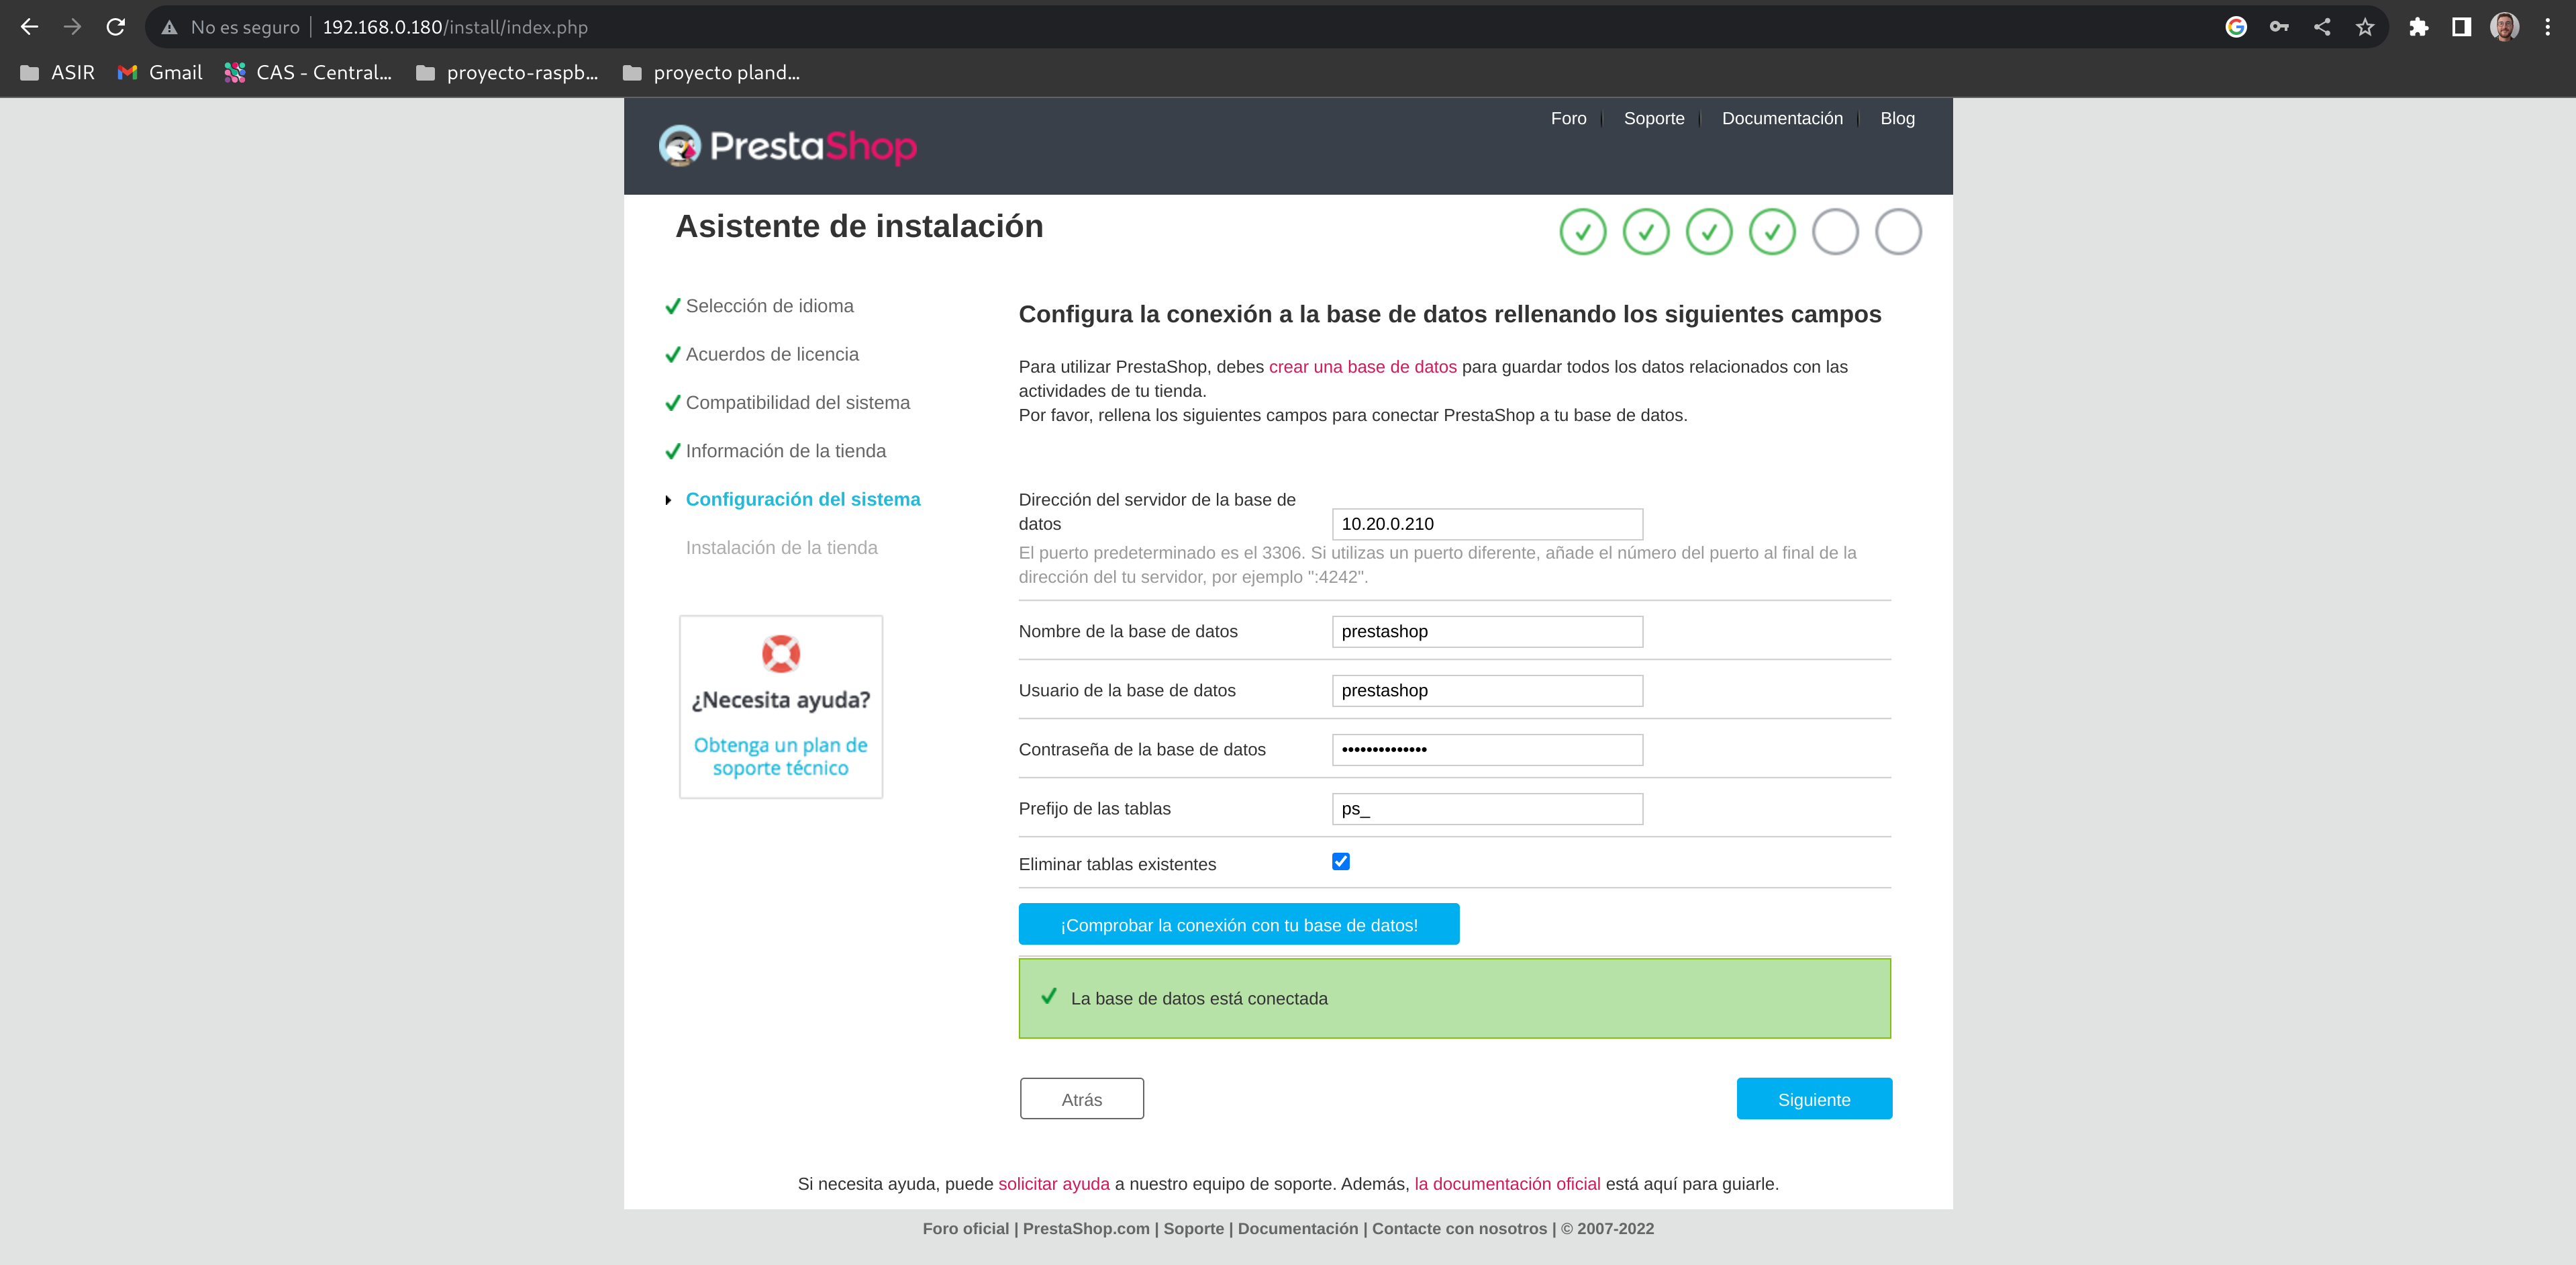 No es seguro 192.168.0.180/install/index.php
ASIR Gmail CAS - Central... proyecto-raspb... proyecto pland...
Foro Soporte Documentación Blog
PrestaShop
Asistente de instalación
Selección de idioma
Acuerdos de licencia
Compatibilidad del sistema
Información de la tienda
Configuración del sistema
Instalación de la tienda
¿Necesita ayuda?
Obtenga un plan de
soporte técnico
Configura la conexión a la base de datos rellenando los siguientes campos
Para utilizar PrestaShop, debes crear una base de datos para guardar todos los datos relacionados con las
actividades de tu tienda.
Por favor, rellena los siguientes campos para conectar PrestaShop a tu base de datos.
Dirección del servidor de la base de
datos 10.20.0.210
El puerto predeterminado es el 3306. Si utilizas un puerto diferente, añade el número del puerto al final de la
dirección del tu servidor, por ejemplo ":4242".
Nombre de la base de datos prestashop
Usuario de la base de datos prestashop
Contraseña de la base de datos ••••••••••••••
Prefijo de las tablas ps_
Eliminar tablas existentes
¡Comprobar la conexión con tu base de datos!
La base de datos está conectada
Atrás Siguiente
Si necesita ayuda, puede solicitar ayuda a nuestro equipo de soporte. Además, la documentación oficial está aquí para guiarle.
Foro oficial | PrestaShop.com | Soporte | Documentación | Contacte con nosotros | © 2007-2022